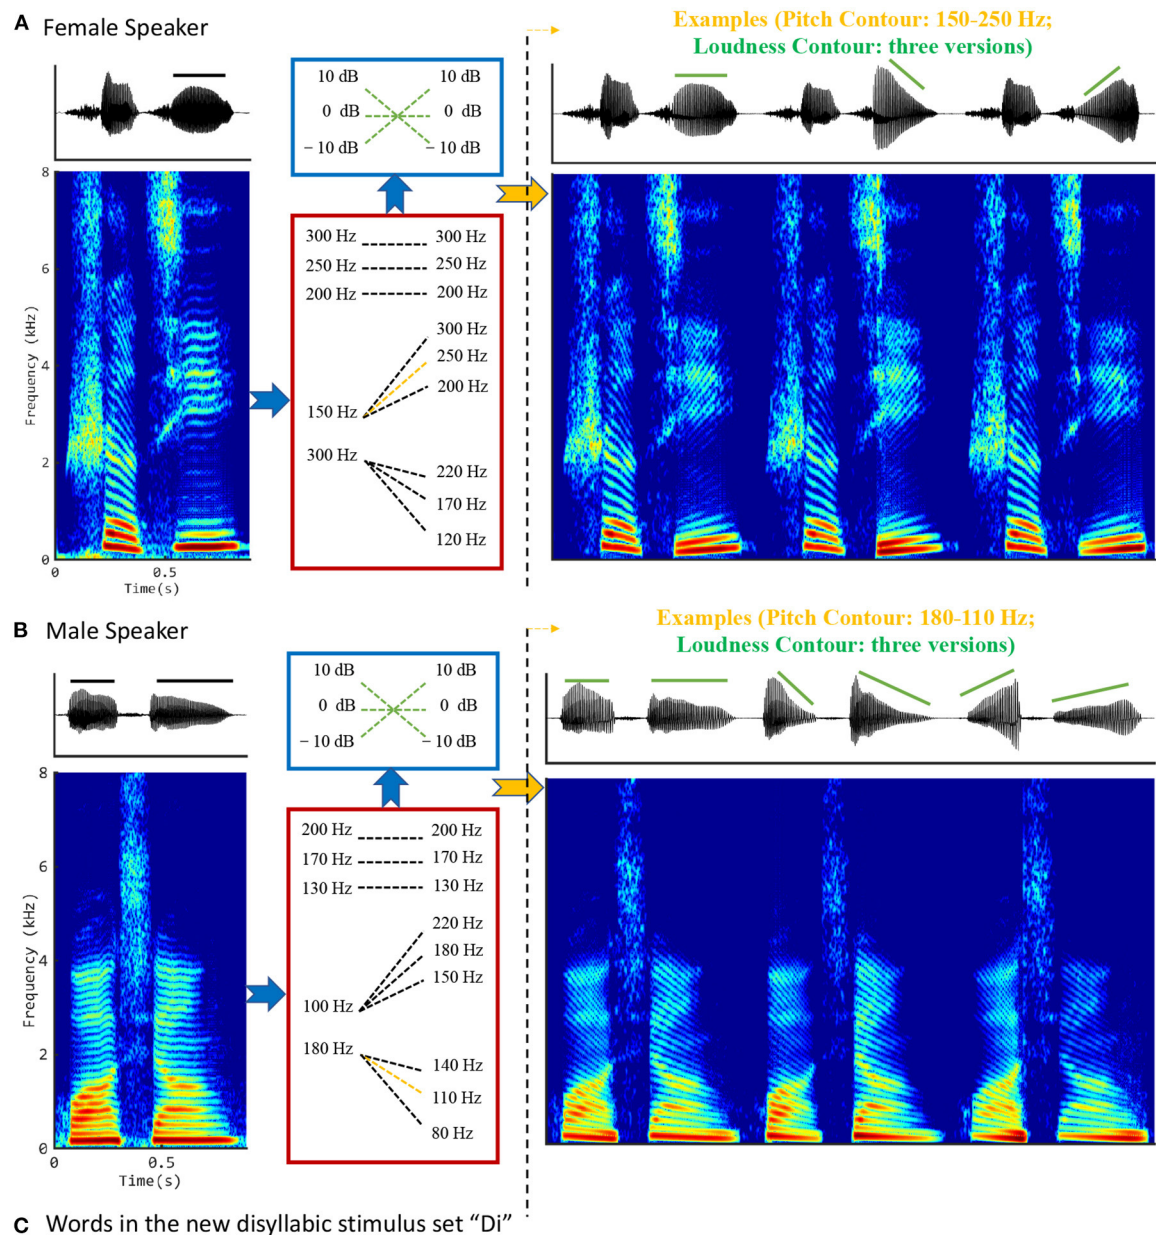 A Female Speaker
Examples (Pitch Contour: 150-250 Hz;
Loudness Contour: three versions)
10 dB 10 dB
0 dB 0 dB
– 10 dB – 10 dB
300 Hz 300 Hz
250 Hz 250 Hz
200 Hz 200 Hz
300 Hz
250 Hz
200 Hz
150 Hz
300 Hz
220 Hz
170 Hz
120 Hz
8
6
4
2
0
Frequency (kHz)
0 0.5
Time(s)
B Male Speaker
Examples (Pitch Contour: 180-110 Hz;
Loudness Contour: three versions)
10 dB 10 dB
0 dB 0 dB
– 10 dB – 10 dB
200 Hz 200 Hz
170 Hz 170 Hz
130 Hz 130 Hz
220 Hz
180 Hz
150 Hz
100 Hz
180 Hz
140 Hz
110 Hz
80 Hz
8
6
4
2
0
Frequency (kHz)
0 0.5
Time(s)
C Words in the new disyllabic stimulus set “Di”